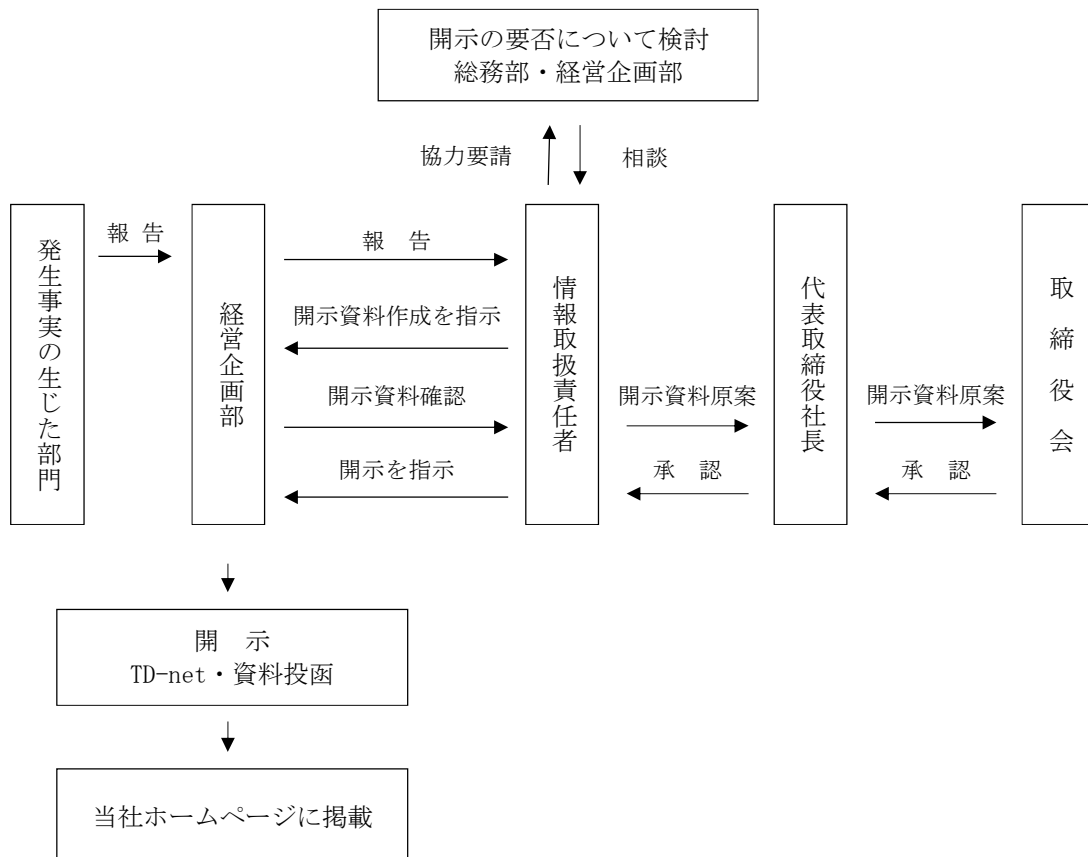 開示の要否について検討
総務部・経営企画部
協力要請
相談
発生事実の生じた部門
報 告
経営企画部
報　告
開示資料作成を指示
開示資料確認
開示を指示
情報取扱責任者
開示資料原案
承　認
代表取締役社長
開示資料原案
承　認
取締役会
開　示
TD-net・資料投函
当社ホームページに掲載